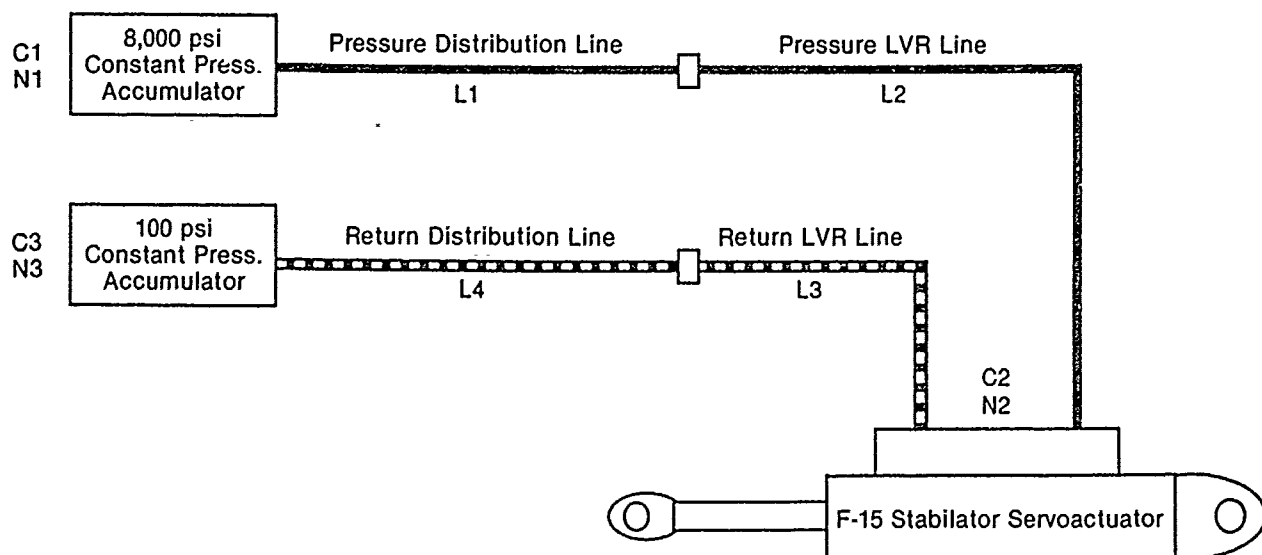 C1
N1
8,000 psi
Constant Press.
Accumulator
Pressure Distribution Line
L1
Pressure LVR Line
L2
C3
N3
100 psi
Constant Press.
Accumulator
Return Distribution Line
L4
Return LVR Line
L3
C2
N2
F-15 Stabilator Servoactuator